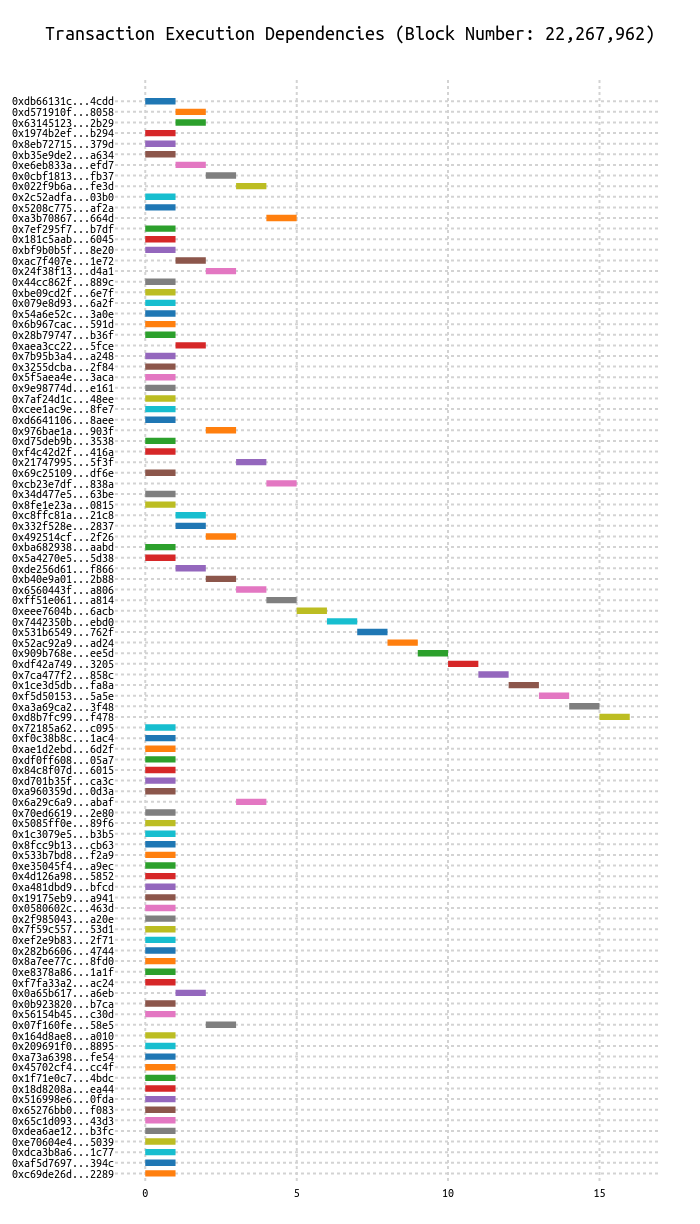 Transaction Execution Dependencies (Block Number: 22,267,962)
0xdb66131c...4cdd
0xd571910f...8058
0x63145123...2b29
0x1974b2ef...b294
0x8eb72715...379d
0xb35e9de2...a634
0xe6eb833a...efd7
0x0cbf1813...fb37
0x022f9b6a...fe3d
0x2c52adfa...03b0
0x5208c775...af2a
0xa3b70867...664d
0x7ef295f7...b7df
0x181c5aab...6045
0xbf9b0b5f...8e20
0xac7f407e...1e72
0x24f38f13...d4a1
0x44cc862f...889c
0xbe09cd2f...6e7f
0x079e8d93...6a2f
0x54a6e52c...3a0e
0x6b967cac...591d
0x28b79747...b36f
0xaea3cc22...5fce
0x7b95b3a4...a248
0x3255dcba...2f84
0x5f5aea4e...3aca
0x9e98774d...e161
0x7af24d1c...48ee
0xcee1ac9e...8fe7
0xd6641106...8aee
0x976bae1a...903f
0xd75deb9b...3538
0xf4c42d2f...416a
0x21747995...5f3f
0x69c25109...df6e
0xcb23e7df...838a
0x34d477e5...63be
0x8fe1e23a...0815
0xc8ffc81a...21c8
0x332f528e...2837
0x492514cf...2f26
0xba682938...aabd
0x5a4270e5...5d38
0xde256d61...f866
0xb40e9a01...2b88
0x6560443f...a806
0xff51e061...a814
0xeee7604b...6acb
0x7442350b...ebd0
0x531b6549...762f
0x52ac92a9...ad24
0x909b768e...ee5d
0xdf42a749...3205
0x7ca477f2...858c
0x1ce3d5db...fa8a
0xf5d50153...5a5e
0xa3a69ca2...3f48
0xd8b7fc99...f478
0x72185a62...c095
0xf0c38b8c...1ac4
0xae1d2ebd...6d2f
0xdf0ff608...05a7
0x84c8f07d...6015
0xd701b35f...ca3c
0xa960359d...0d3a
0x6a29c6a9...abaf
0x70ed6619...2e80
0x5085ff0e...89f6
0x1c3079e5...b3b5
0x8fcc9b13...cb63
0x533b7bd8...f2a9
0xe35045f4...a9ec
0x4d126a98...5852
0xa481dbd9...bfcd
0x19175eb9...a941
0x0580602c...463d
0x2f985043...a20e
0x7f59c557...53d1
0xef2e9b83...2f71
0x282b6606...4744
0x8a7ee77c...8fd0
0xe8378a86...1a1f
0xf7fa33a2...ac24
0x0a65b617...a6eb
0x0b923820...b7ca
0x56154b45...c30d
0x07f160fe...58e5
0x164d8ae8...a010
0x209691f0...8895
0xa73a6398...fe54
0x45702cf4...cc4f
0x1f71e0c7...4bdc
0x18d8208a...ea44
0x516998e6...0fda
0x65276bb0...f083
0x65c1d093...43d3
0xdea6ae12...b3fc
0xe70604e4...5039
0xdca3b8a6...1c77
0xaf5d7697...394c
0xc69de26d...2289
0 5 10 15